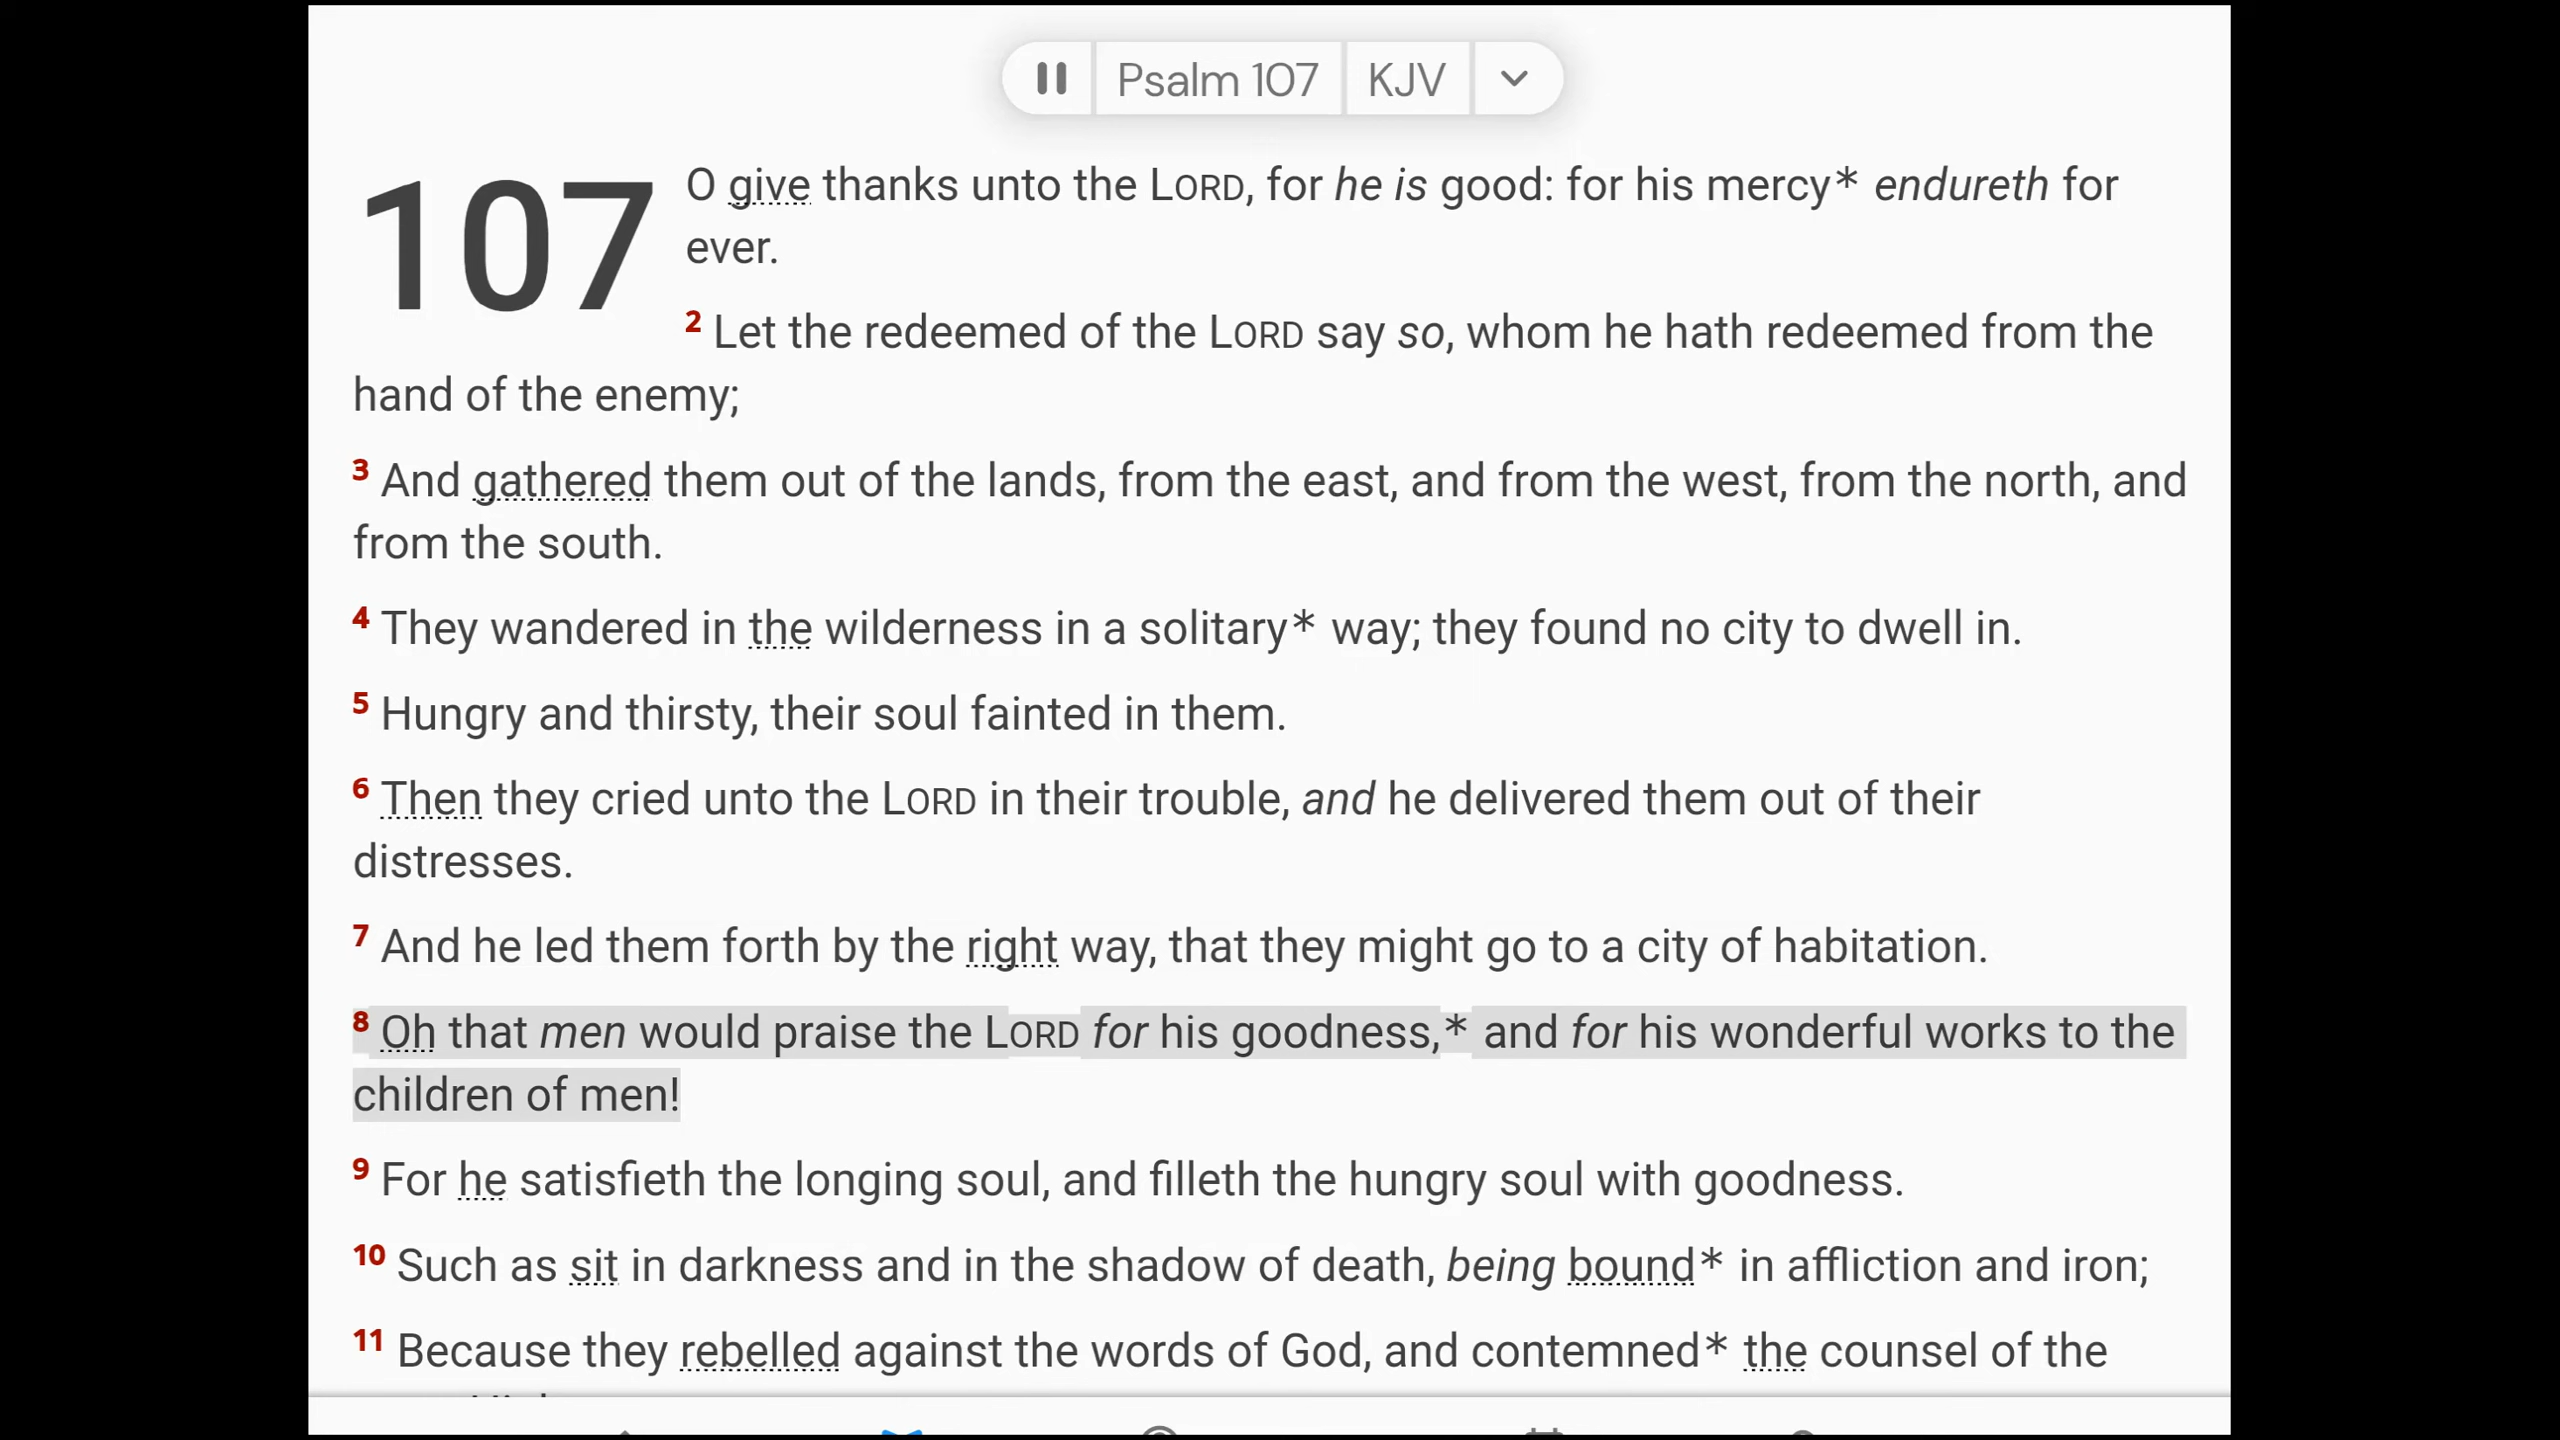 Psalm 107 KJV
107 O give thanks unto the LORD, for he is good: for his mercy* endureth for
ever.
2 Let the redeemed of the LORD say so, whom he hath redeemed from the
hand of the enemy;
3 And gathered them out of the lands, from the east, and from the west, from the north, and
from the south.
4 They wandered in the wilderness in a solitary* way; they found no city to dwell in.
5 Hungry and thirsty, their soul fainted in them.
6 Then they cried unto the LORD in their trouble, and he delivered them out of their
distresses.
7 And he led them forth by the right way, that they might go to a city of habitation.
8 Oh that men would praise the LORD for his goodness,* and for his wonderful works to the
children of men!
9 For he satisfieth the longing soul, and filleth the hungry soul with goodness.
10 Such as sit in darkness and in the shadow of death, being bound* in affliction and iron;
11 Because they rebelled against the words of God, and contemned* the counsel of the